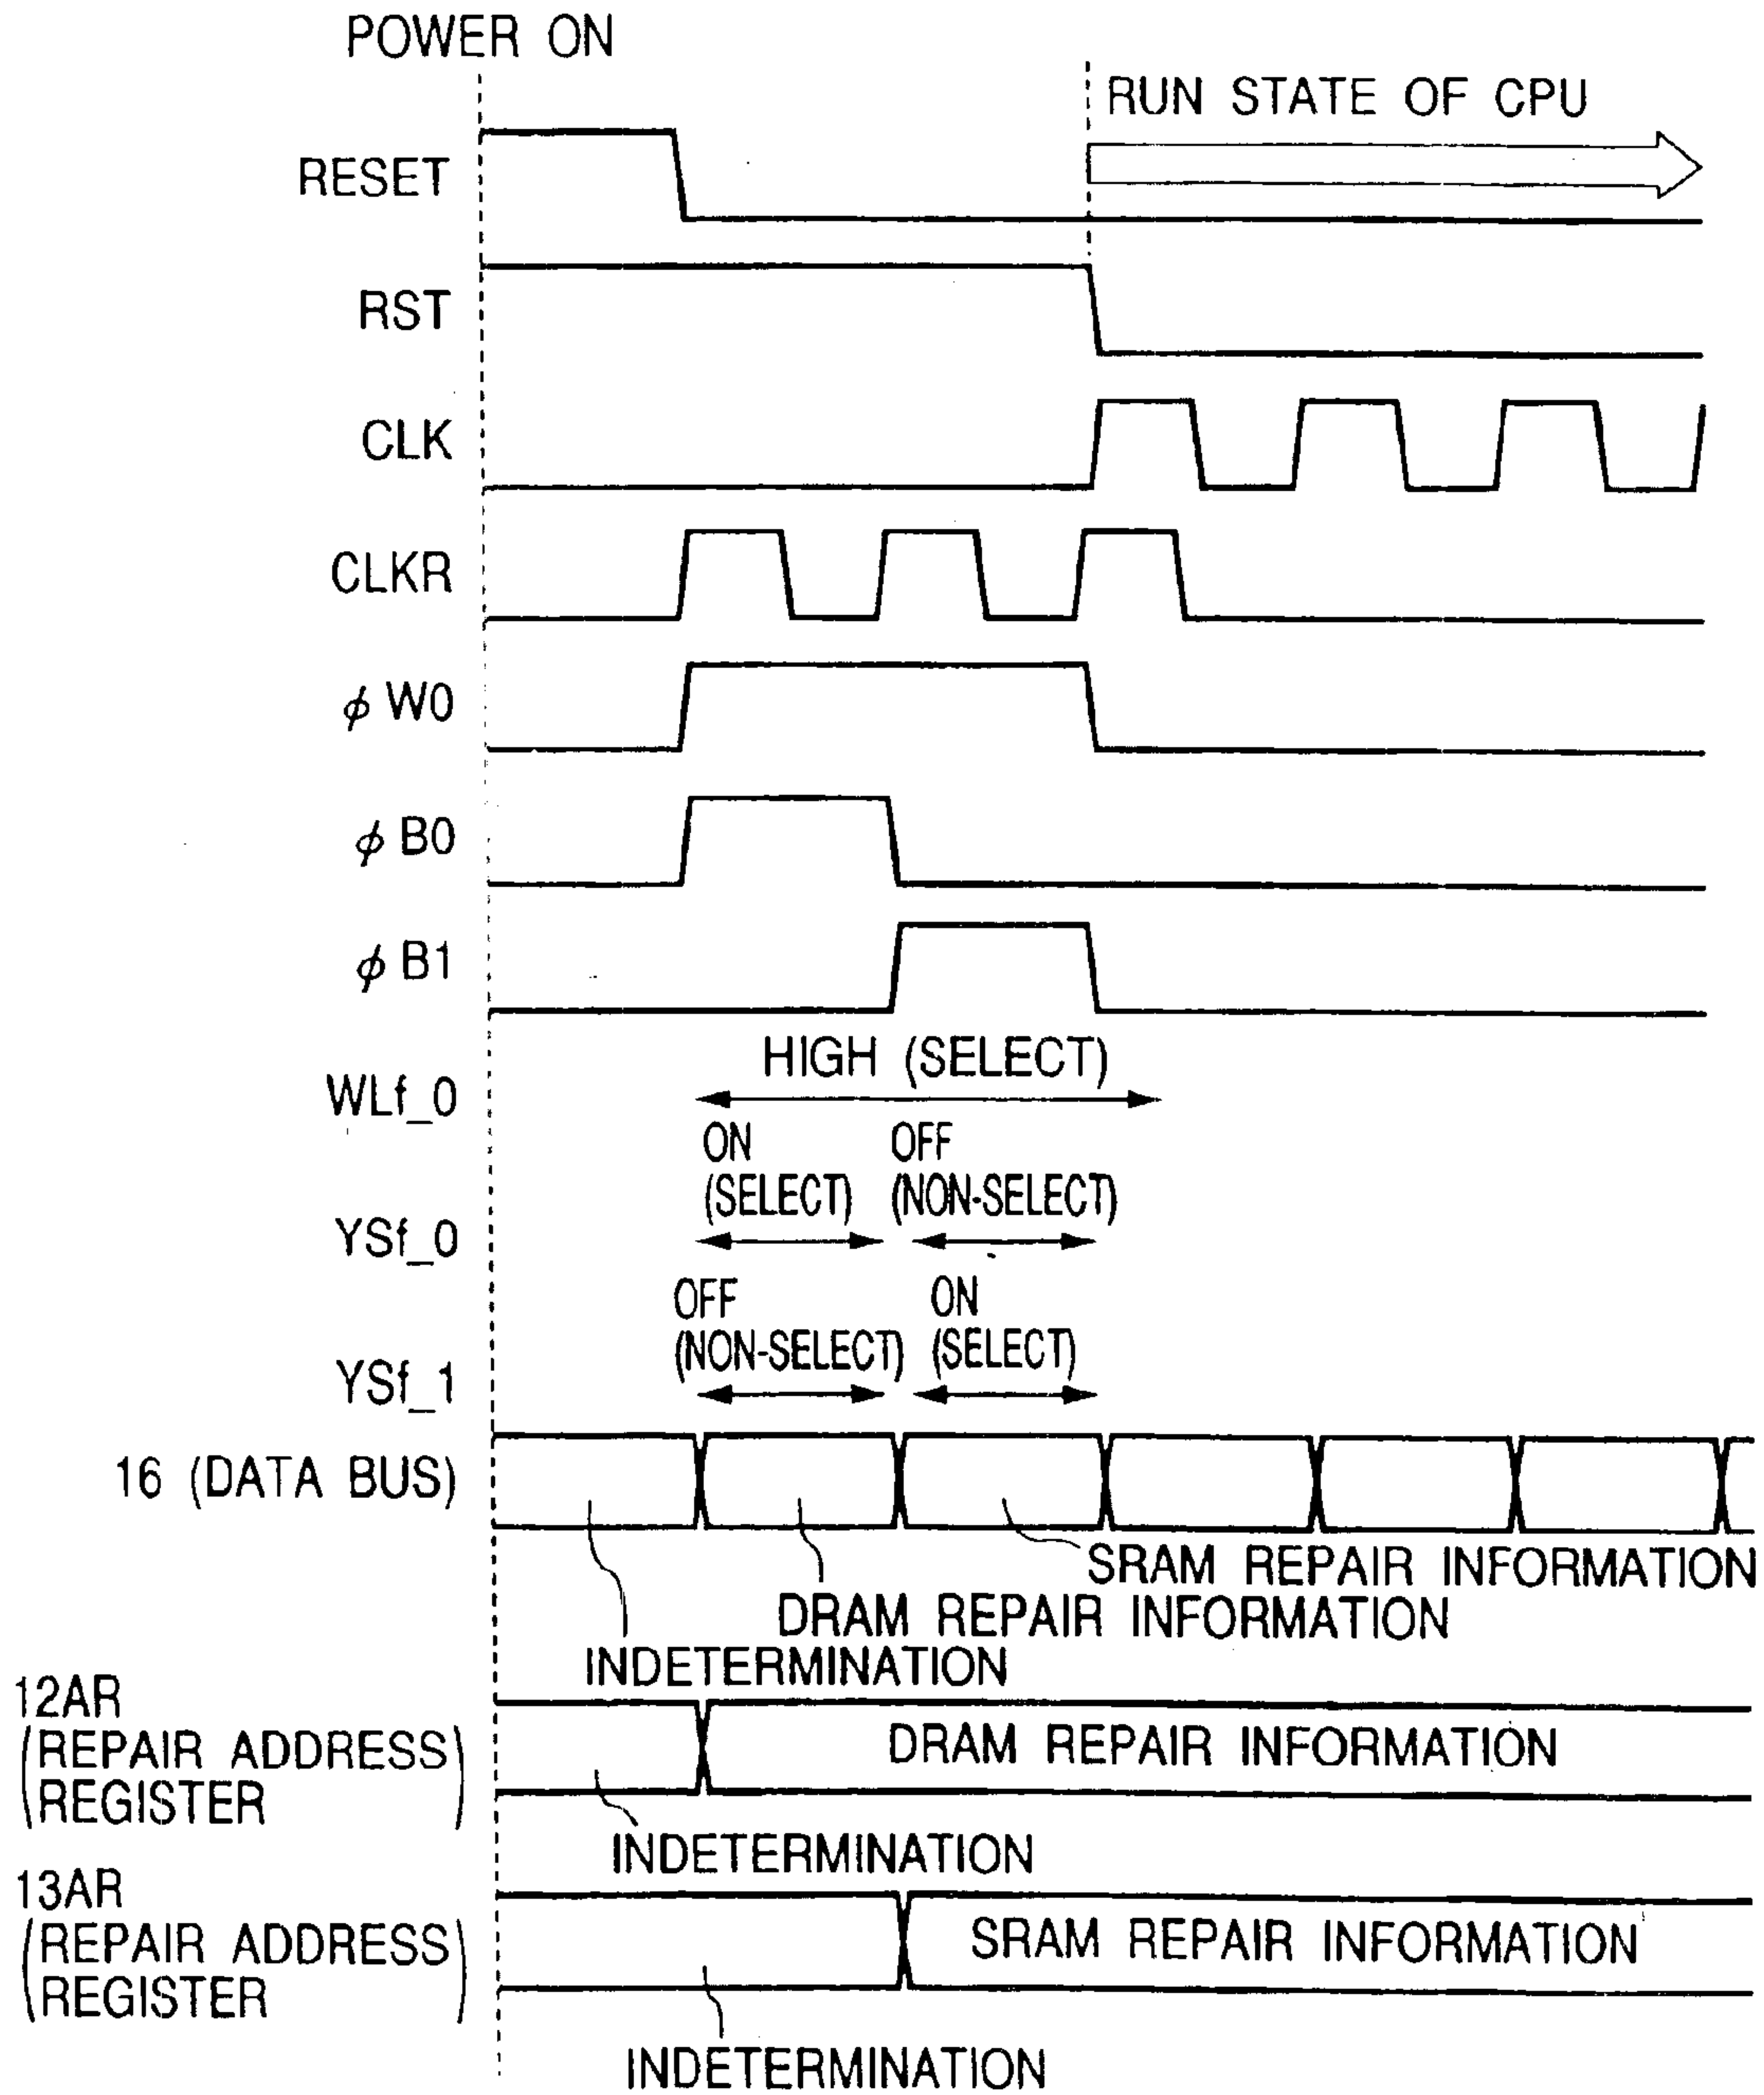 POWER ON
RUN STATE OF CPU
RESET
RST
CLK
CLKR
ϕ W0
ϕ B0
ϕ B1
HIGH (SELECT)
WLf_0
ON OFF
(SELECT) (NON-SELECT)
YSf_0
OFF ON
(NON-SELECT) (SELECT)
YSf_1
16 (DATA BUS)
SRAM REPAIR INFORMATION
DRAM REPAIR INFORMATION
INDETERMINATION
12AR
(REPAIR ADDRESS
REGISTER)
DRAM REPAIR INFORMATION
INDETERMINATION
13AR
(REPAIR ADDRESS
REGISTER)
SRAM REPAIR INFORMATION
INDETERMINATION